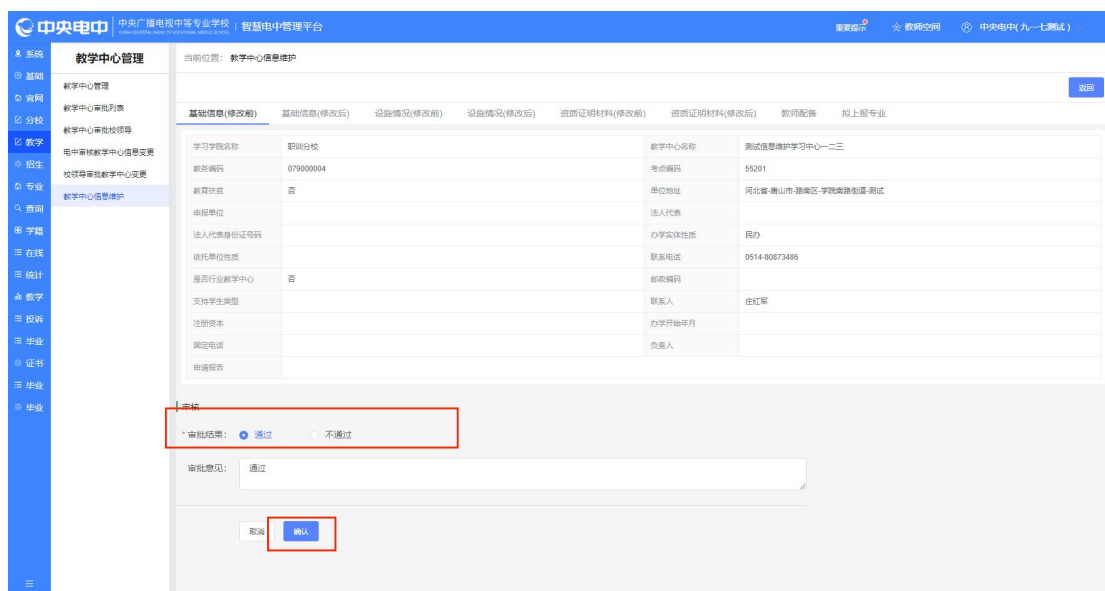 中央电中 中央广播电视中等专业学校 智慧电中管理平台 重要提示 教师空间 中央电中(九一七测试)
系统
基础
官网
分校
教学
招生
专业
查询
学籍
在线
统计
教学
投诉
毕业
证书
毕业
毕业
教学中心管理
教学中心管理
教学中心审批列表
教学中心审批校领导
电中审核教学中心信息变更
校领导审批教学中心变更
教学中心信息维护
当前位置: 教学中心信息维护
返回
基础信息(修改前) 基础信息(修改后) 设施情况(修改前) 设施情况(修改后) 资质证明材料(修改前) 资质证明材料(修改后) 教师配备 拟上报专业
学习学院名称 职训分校 教学中心名称 测试信息维护学习中心一二三
教务编码 079000004 考点编码 55201
教育扶贫 否 单位地址 河北省-唐山市-路南区-学院南路街道-测试
申报单位 法人代表
法人代表身份证号码 办学实体性质 民办
依托单位性质 联系电话 0514-80873486
是否行业教学中心 否 邮政编码
支持学生类型 联系人 庄红军
注册资本 办学开始年月
固定电话 负责人
申请报告
审核
* 审批结果: 通过 不通过
审批意见: 通过
取消 确认